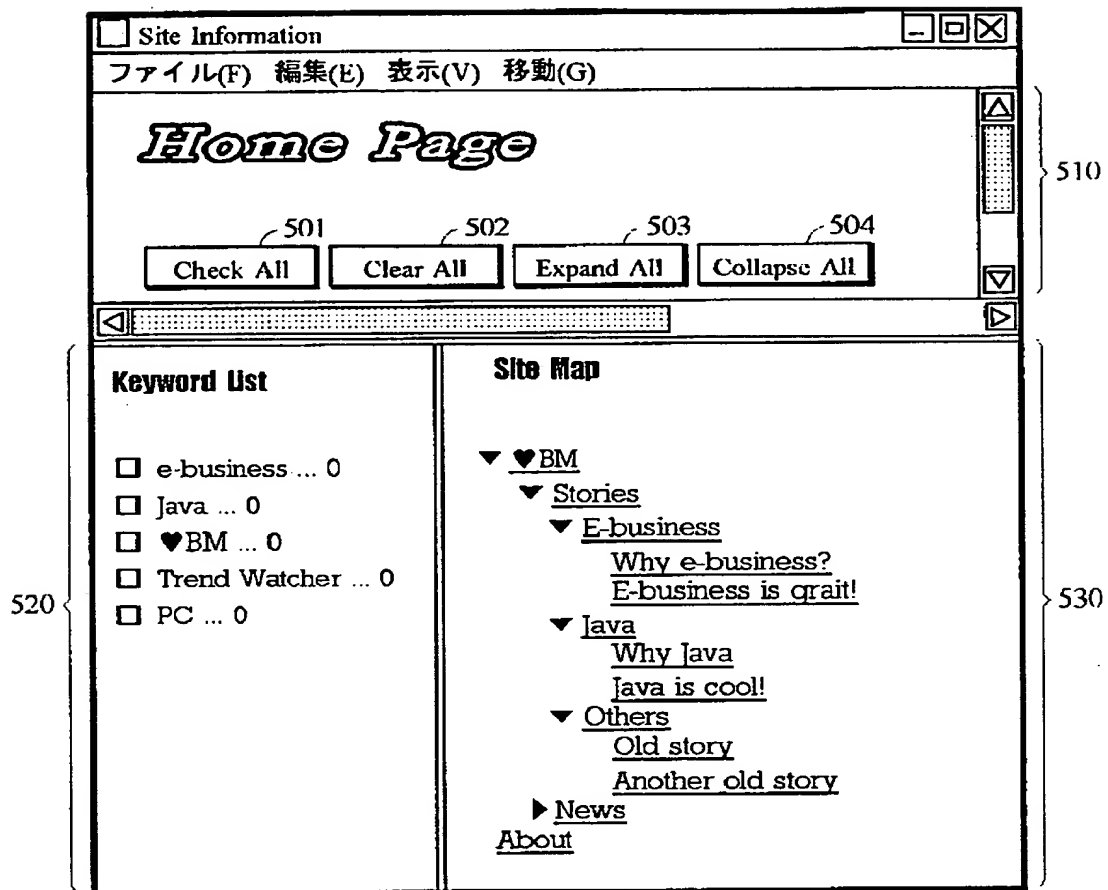 Site Information
ファイル(F) 編集(E) 表示(V) 移動(G)
Home Page
510
501 502 503 504
Check All Clear All Expand All Collapse All
Keyword List
e-business ... 0
Java ... 0
♥BM ... 0
Trend Watcher ... 0
PC ... 0
520
Site Map
♥BM
Stories
E-business
Why e-business?
E-business is grait!
Java
Why Java
Java is cool!
Others
Old story
Another old story
News
About
530